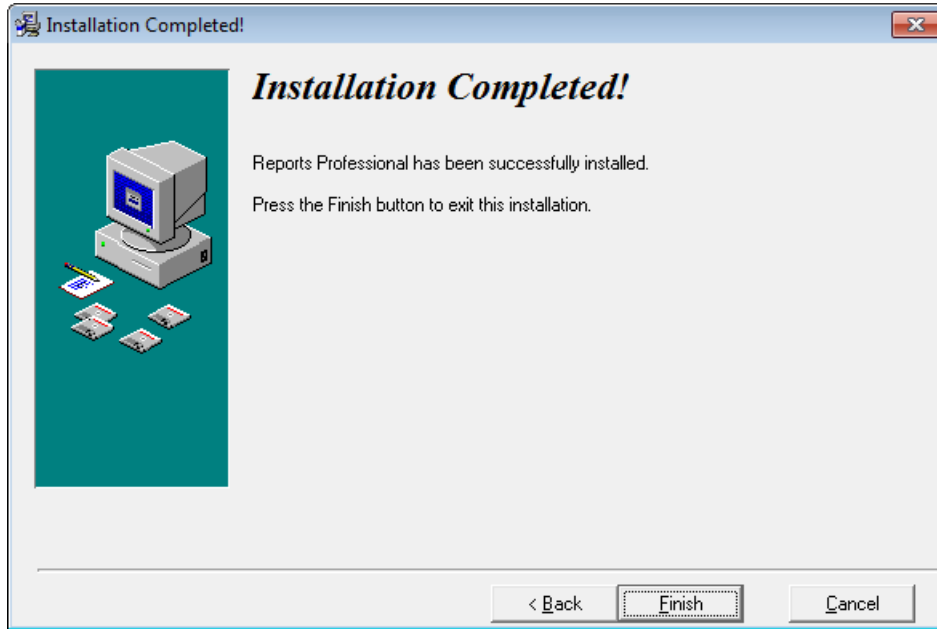 Installation Completed!
Installation Completed!
Reports Professional has been successfully installed.
Press the Finish button to exit this installation.
< Back
Finish
Cancel